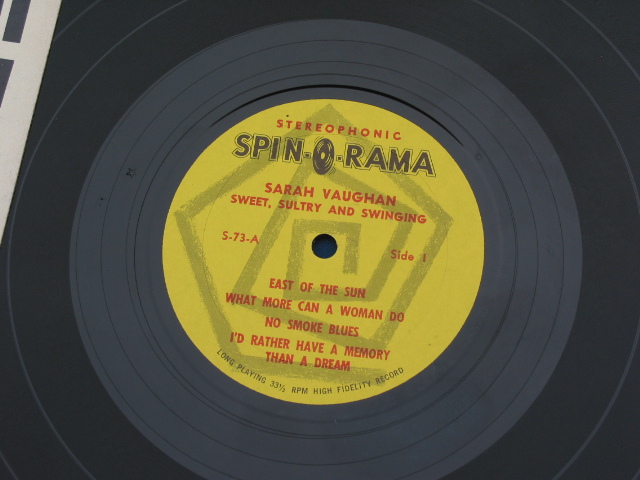 STEREOPHONIC
SPIN-O-RAMA
SARAH VAUGHAN
SWEET, SULTRY AND SWINGING
S-73-A
Side 1
EAST OF THE SUN
WHAT MORE CAN A WOMAN DO
NO SMOKE BLUES
I'D RATHER HAVE A MEMORY
THAN A DREAM
LONG PLAYING 33⅓ RPM HIGH FIDELITY RECORD